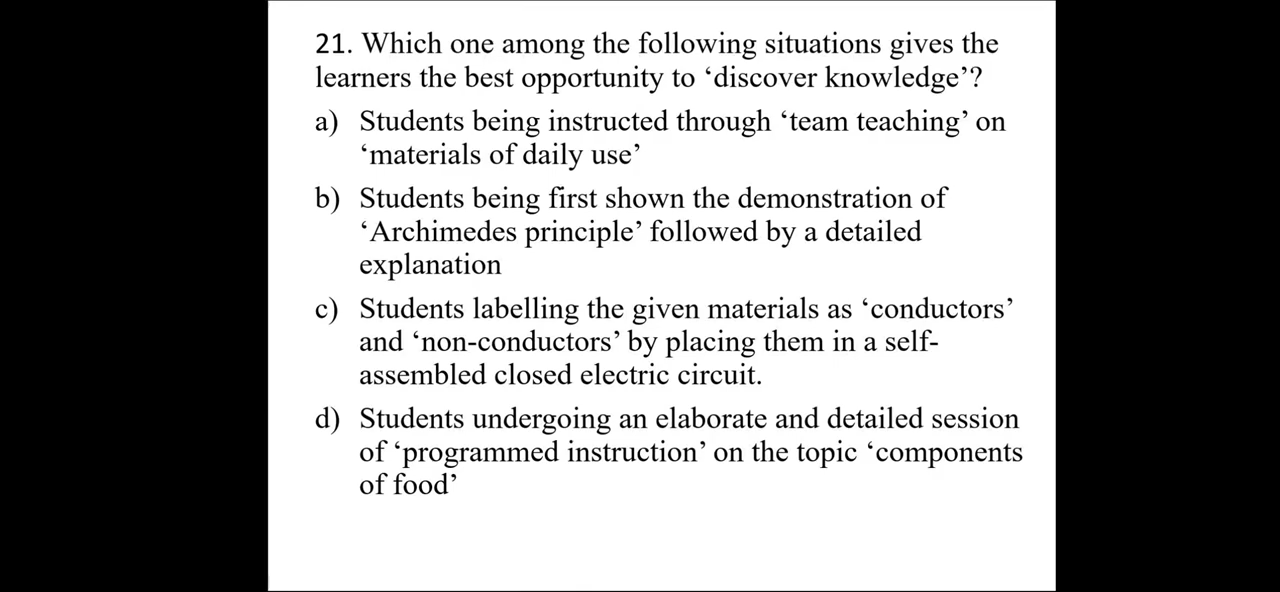 21. Which one among the following situations gives the
learners the best opportunity to ‘discover knowledge’?
a) Students being instructed through ‘team teaching’ on
‘materials of daily use’
b) Students being first shown the demonstration of
‘Archimedes principle’ followed by a detailed
explanation
c) Students labelling the given materials as ‘conductors’
and ‘non-conductors’ by placing them in a self-
assembled closed electric circuit.
d) Students undergoing an elaborate and detailed session
of ‘programmed instruction’ on the topic ‘components
of food’